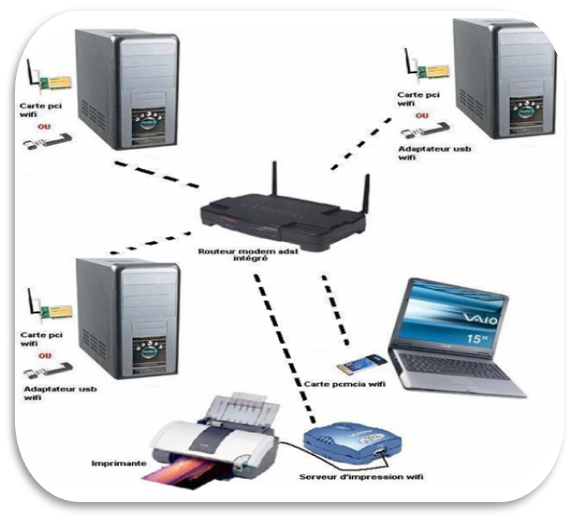 Carte pci
wifi
OU
Carte pci
wifi
OU
Adaptateur usb
wifi
Routeur modem adsl
intégré
Carte pci
wifi
OU
Adaptateur usb
wifi
VAIO
15"
Carte pcmcia wifi
Imprimante
Serveur d'impression wifi